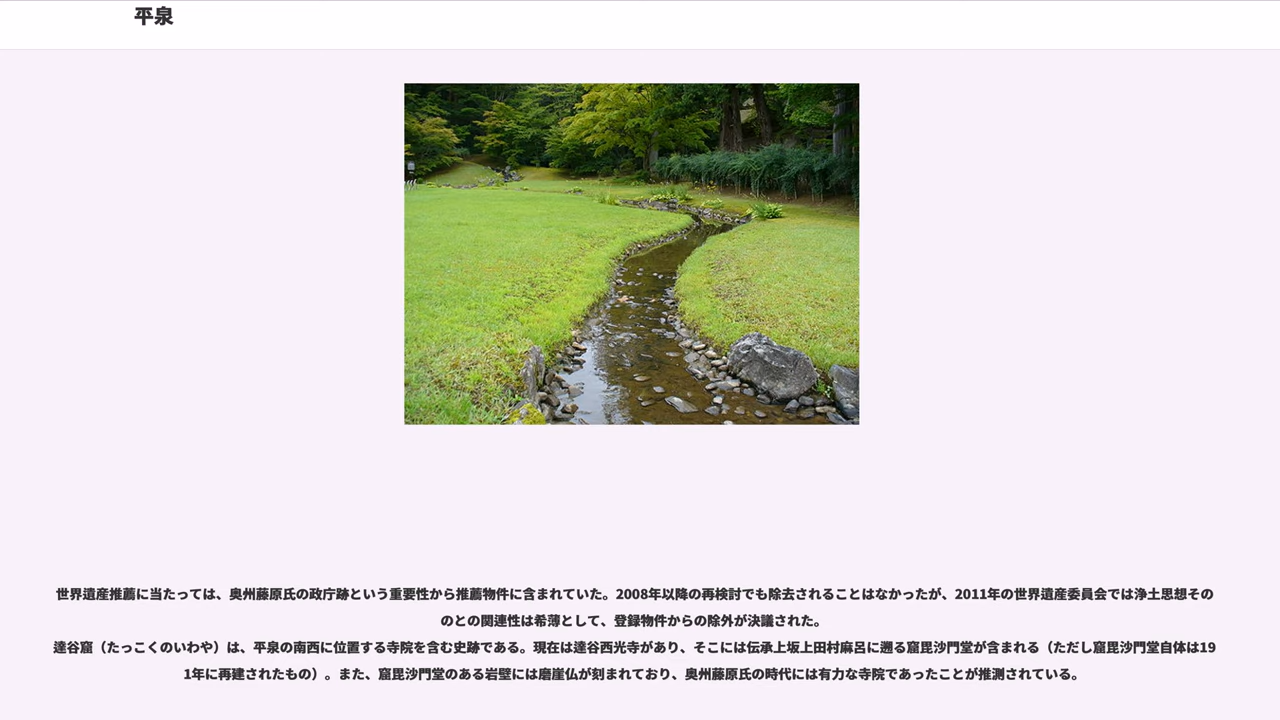 平泉
世界遺産推薦に当たっては、奥州藤原氏の政庁跡という重要性から推薦物件に含まれていた。2008年以降の再検討でも除去されることはなかったが、2011年の世界遺産委員会では浄土思想その
のとの関連性は希薄として、登録物件からの除外が決議された。
達谷窟（たっこくのいわや）は、平泉の南西に位置する寺院を含む史跡である。現在は達谷西光寺があり、そこには伝承上坂上田村麻呂に遡る窟毘沙門堂が含まれる（ただし窟毘沙門堂自体は19
1年に再建されたもの）。また、窟毘沙門堂のある岩壁には磨崖仏が刻まれており、奥州藤原氏の時代には有力な寺院であったことが推測されている。